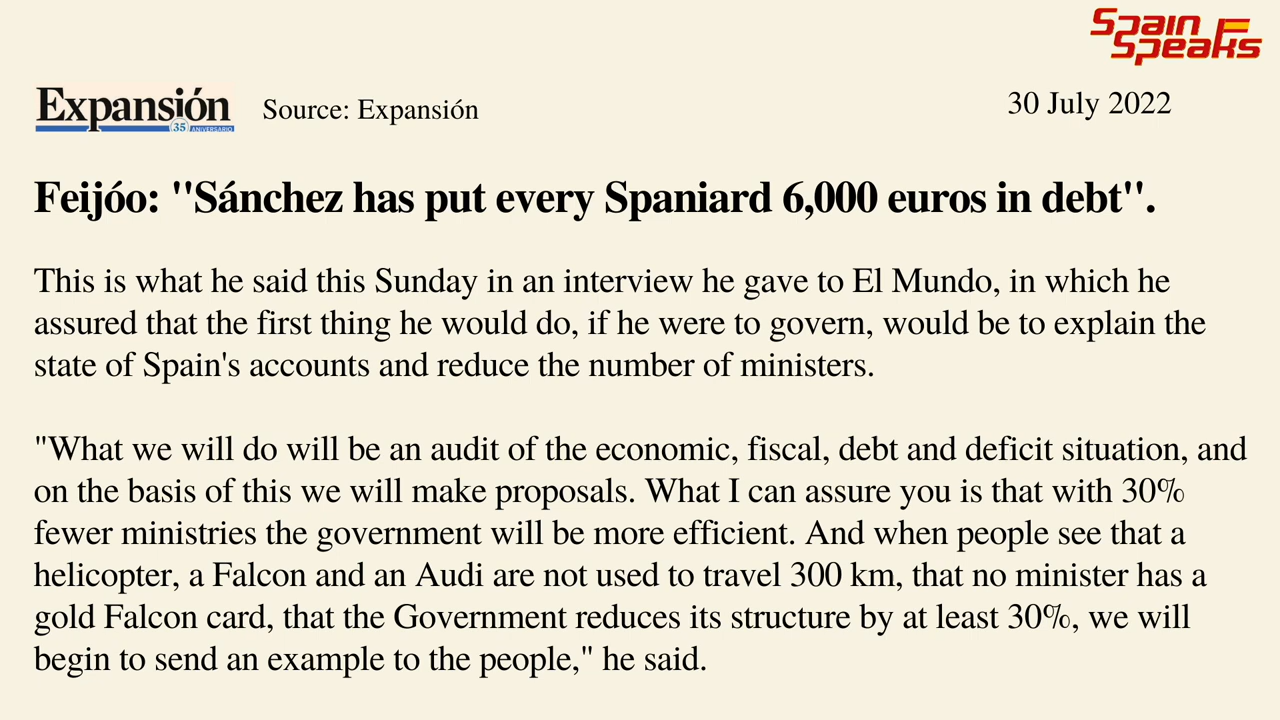 Spain
Speaks
Expansión
35 ANIVERSARIO
Source: Expansión
30 July 2022
Feijóo: "Sánchez has put every Spaniard 6,000 euros in debt".
This is what he said this Sunday in an interview he gave to El Mundo, in which he
assured that the first thing he would do, if he were to govern, would be to explain the
state of Spain's accounts and reduce the number of ministers.
"What we will do will be an audit of the economic, fiscal, debt and deficit situation, and
on the basis of this we will make proposals. What I can assure you is that with 30%
fewer ministries the government will be more efficient. And when people see that a
helicopter, a Falcon and an Audi are not used to travel 300 km, that no minister has a
gold Falcon card, that the Government reduces its structure by at least 30%, we will
begin to send an example to the people," he said.